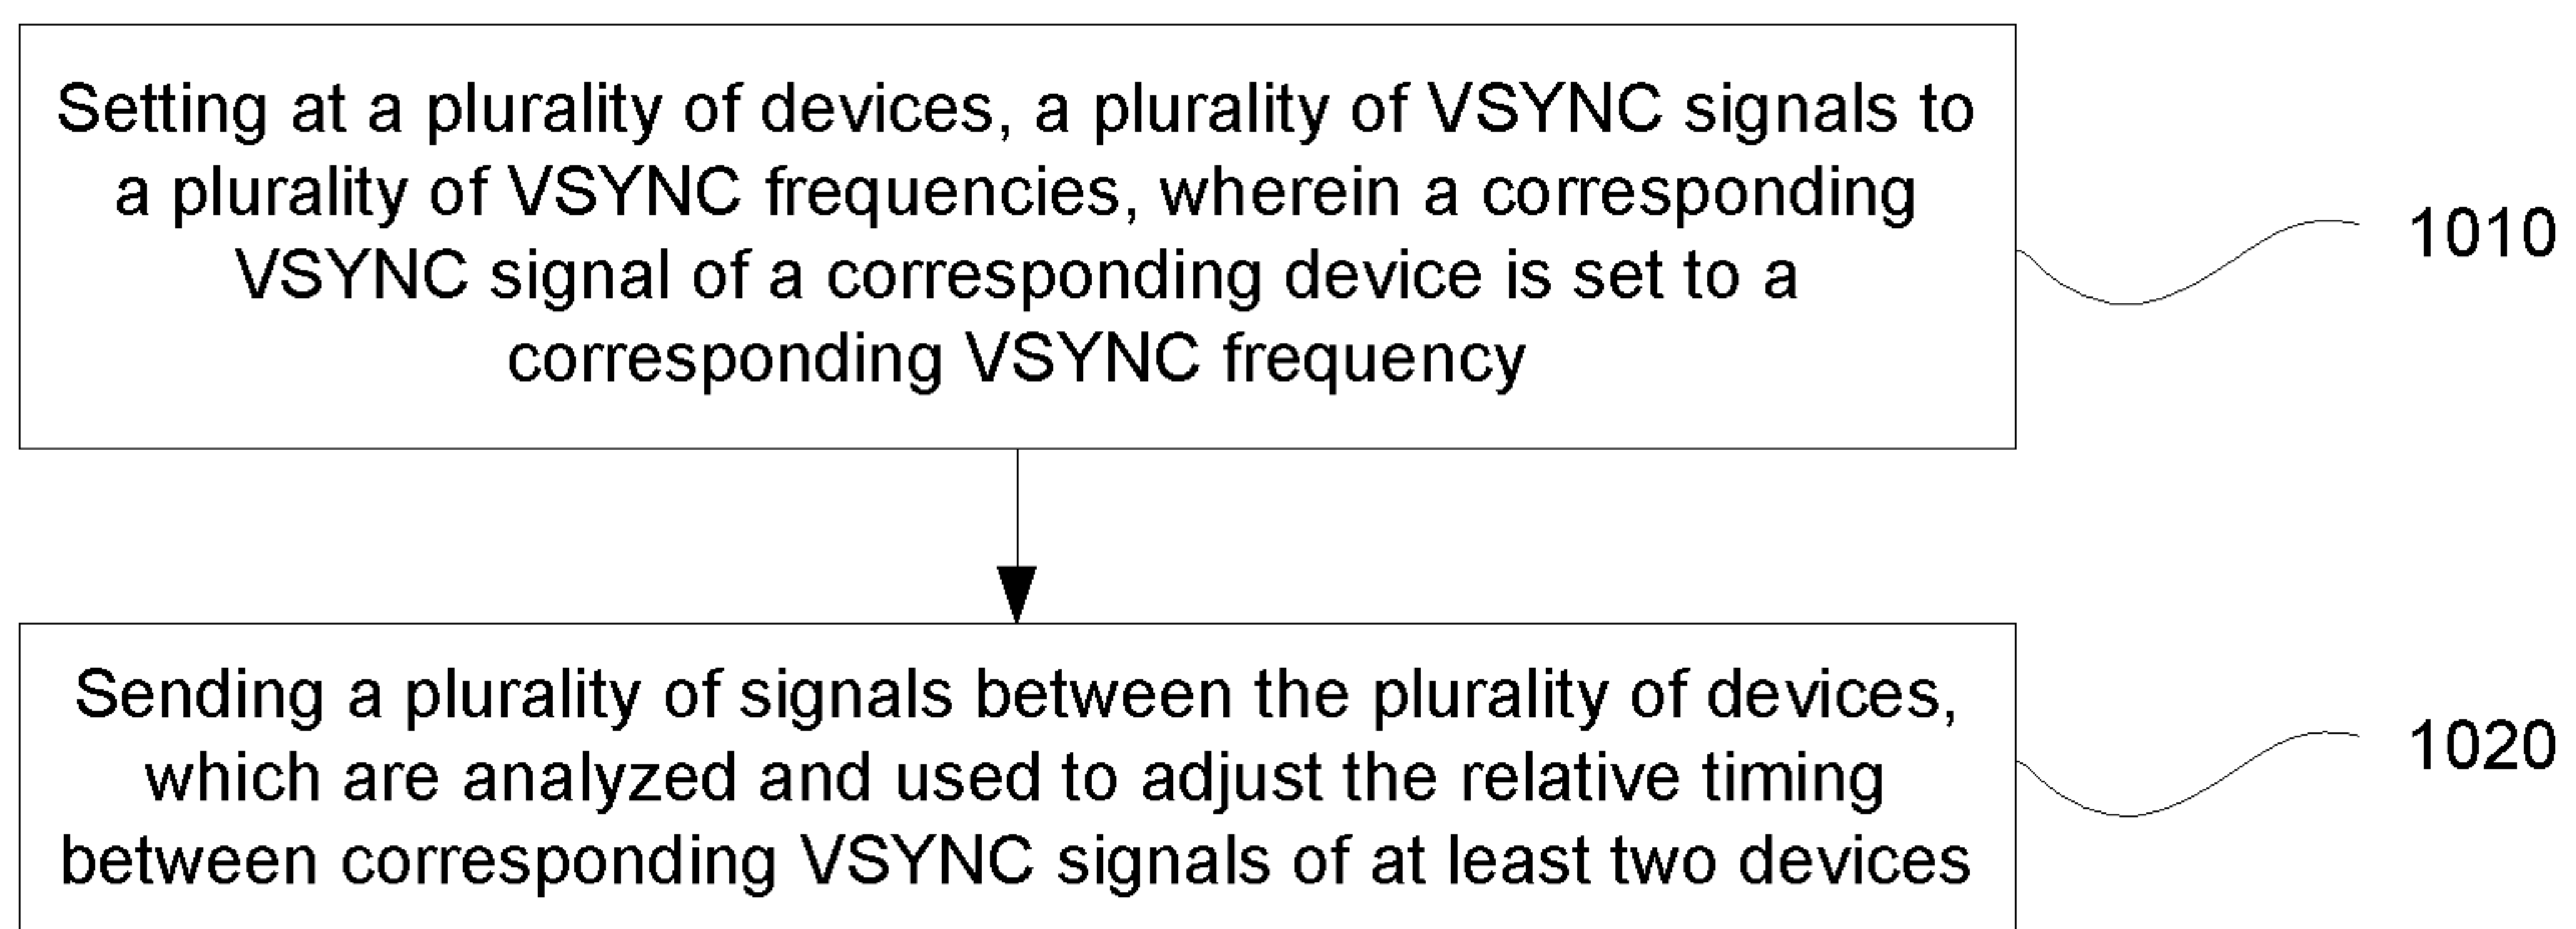 Setting at a plurality of devices, a plurality of VSYNC signals to
a plurality of VSYNC frequencies, wherein a corresponding
VSYNC signal of a corresponding device is set to a
corresponding VSYNC frequency
1010
Sending a plurality of signals between the plurality of devices,
which are analyzed and used to adjust the relative timing
between corresponding VSYNC signals of at least two devices
1020